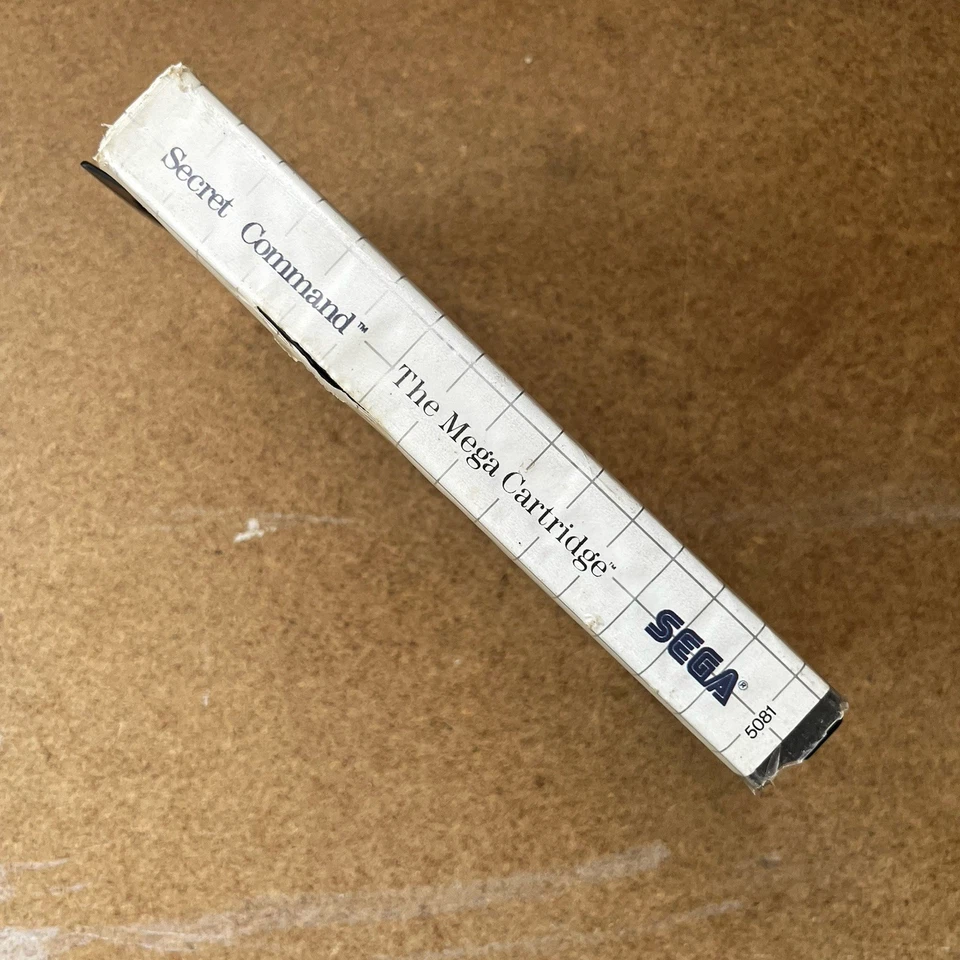 Secret Command™
The Mega Cartridge™
SEGA®
5081